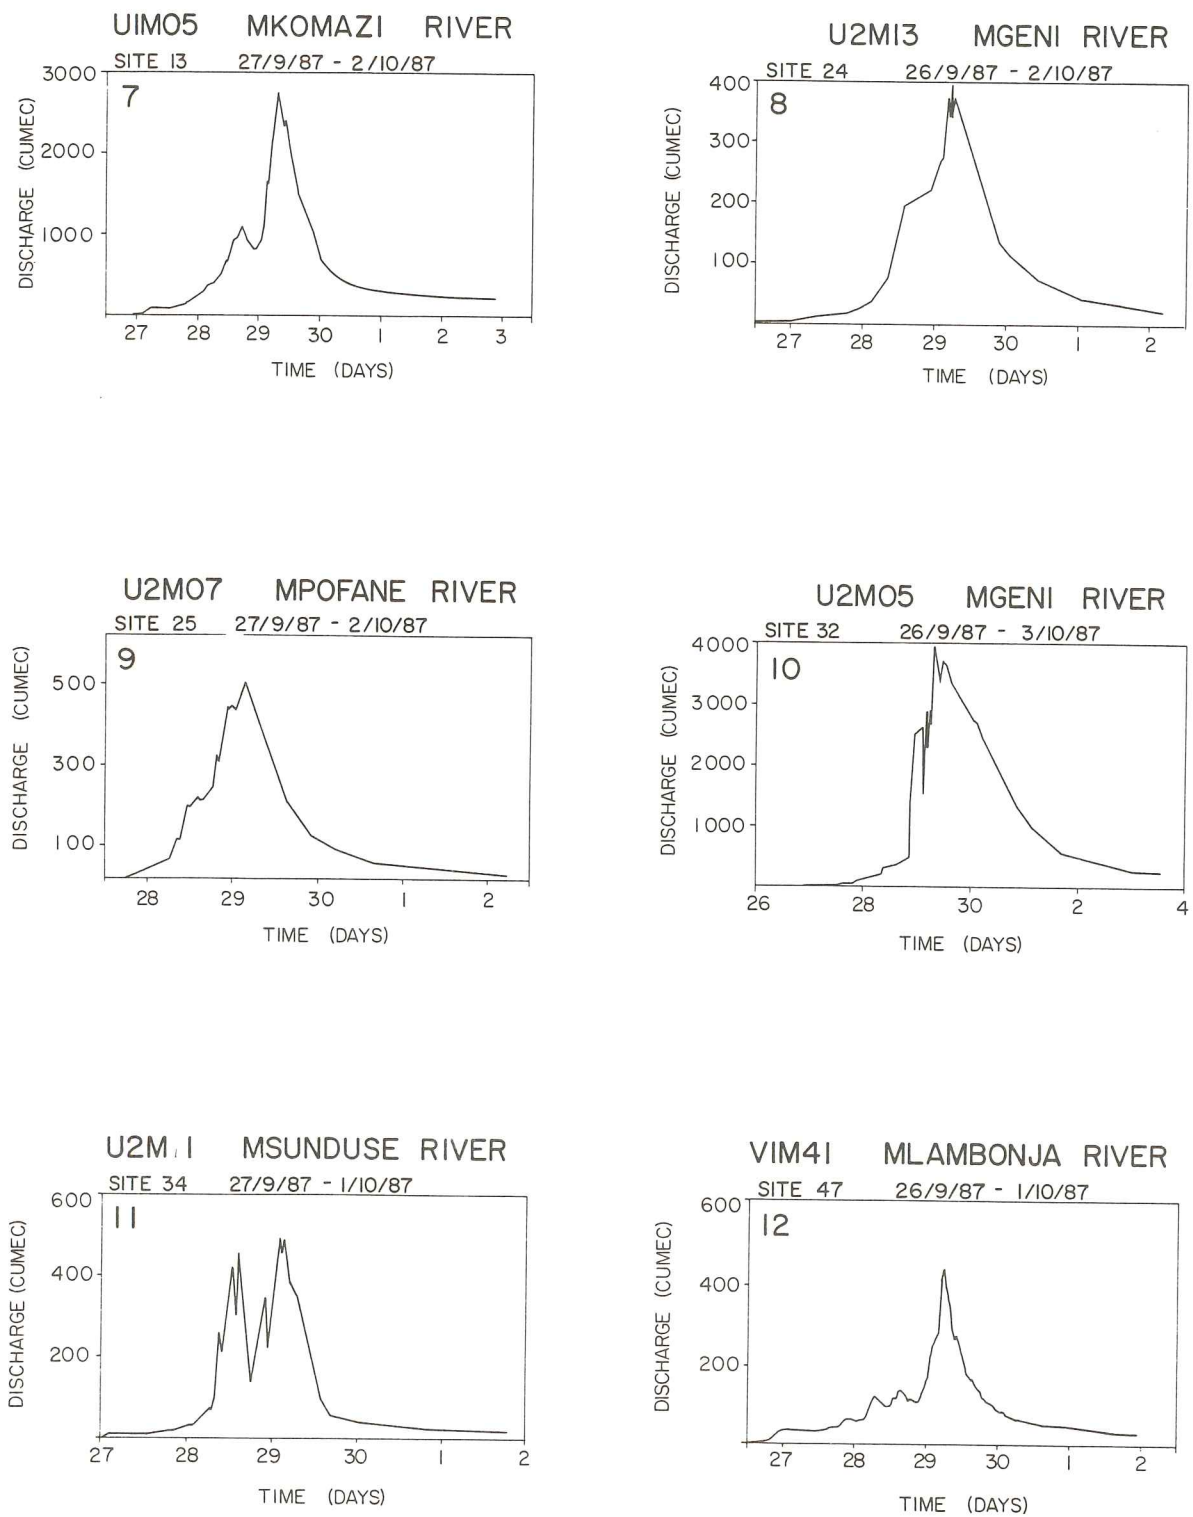 U1M05 MKOMAZI RIVER
SITE 13 27/9/87 - 2/10/87
7
3000
2000
1000
DISCHARGE (CUMEC)
27 28 29 30 1 2 3
TIME (DAYS)
U2M13 MGENI RIVER
SITE 24 26/9/87 - 2/10/87
8
400
300
200
100
DISCHARGE (CUMEC)
27 28 29 30 1 2
TIME (DAYS)
U2M07 MPOFANE RIVER
SITE 25 27/9/87 - 2/10/87
9
500
300
100
DISCHARGE (CUMEC)
28 29 30 1 2
TIME (DAYS)
U2M05 MGENI RIVER
SITE 32 26/9/87 - 3/10/87
10
4000
3000
2000
1000
DISCHARGE (CUMEC)
26 28 30 2 4
TIME (DAYS)
U2M 1 MSUNDUSE RIVER
SITE 34 27/9/87 - 1/10/87
11
600
400
200
DISCHARGE (CUMEC)
27 28 29 30 1 2
TIME (DAYS)
V1M41 MLAMBONJA RIVER
SITE 47 26/9/87 - 1/10/87
12
600
400
200
DISCHARGE (CUMEC)
27 28 29 30 1 2
TIME (DAYS)